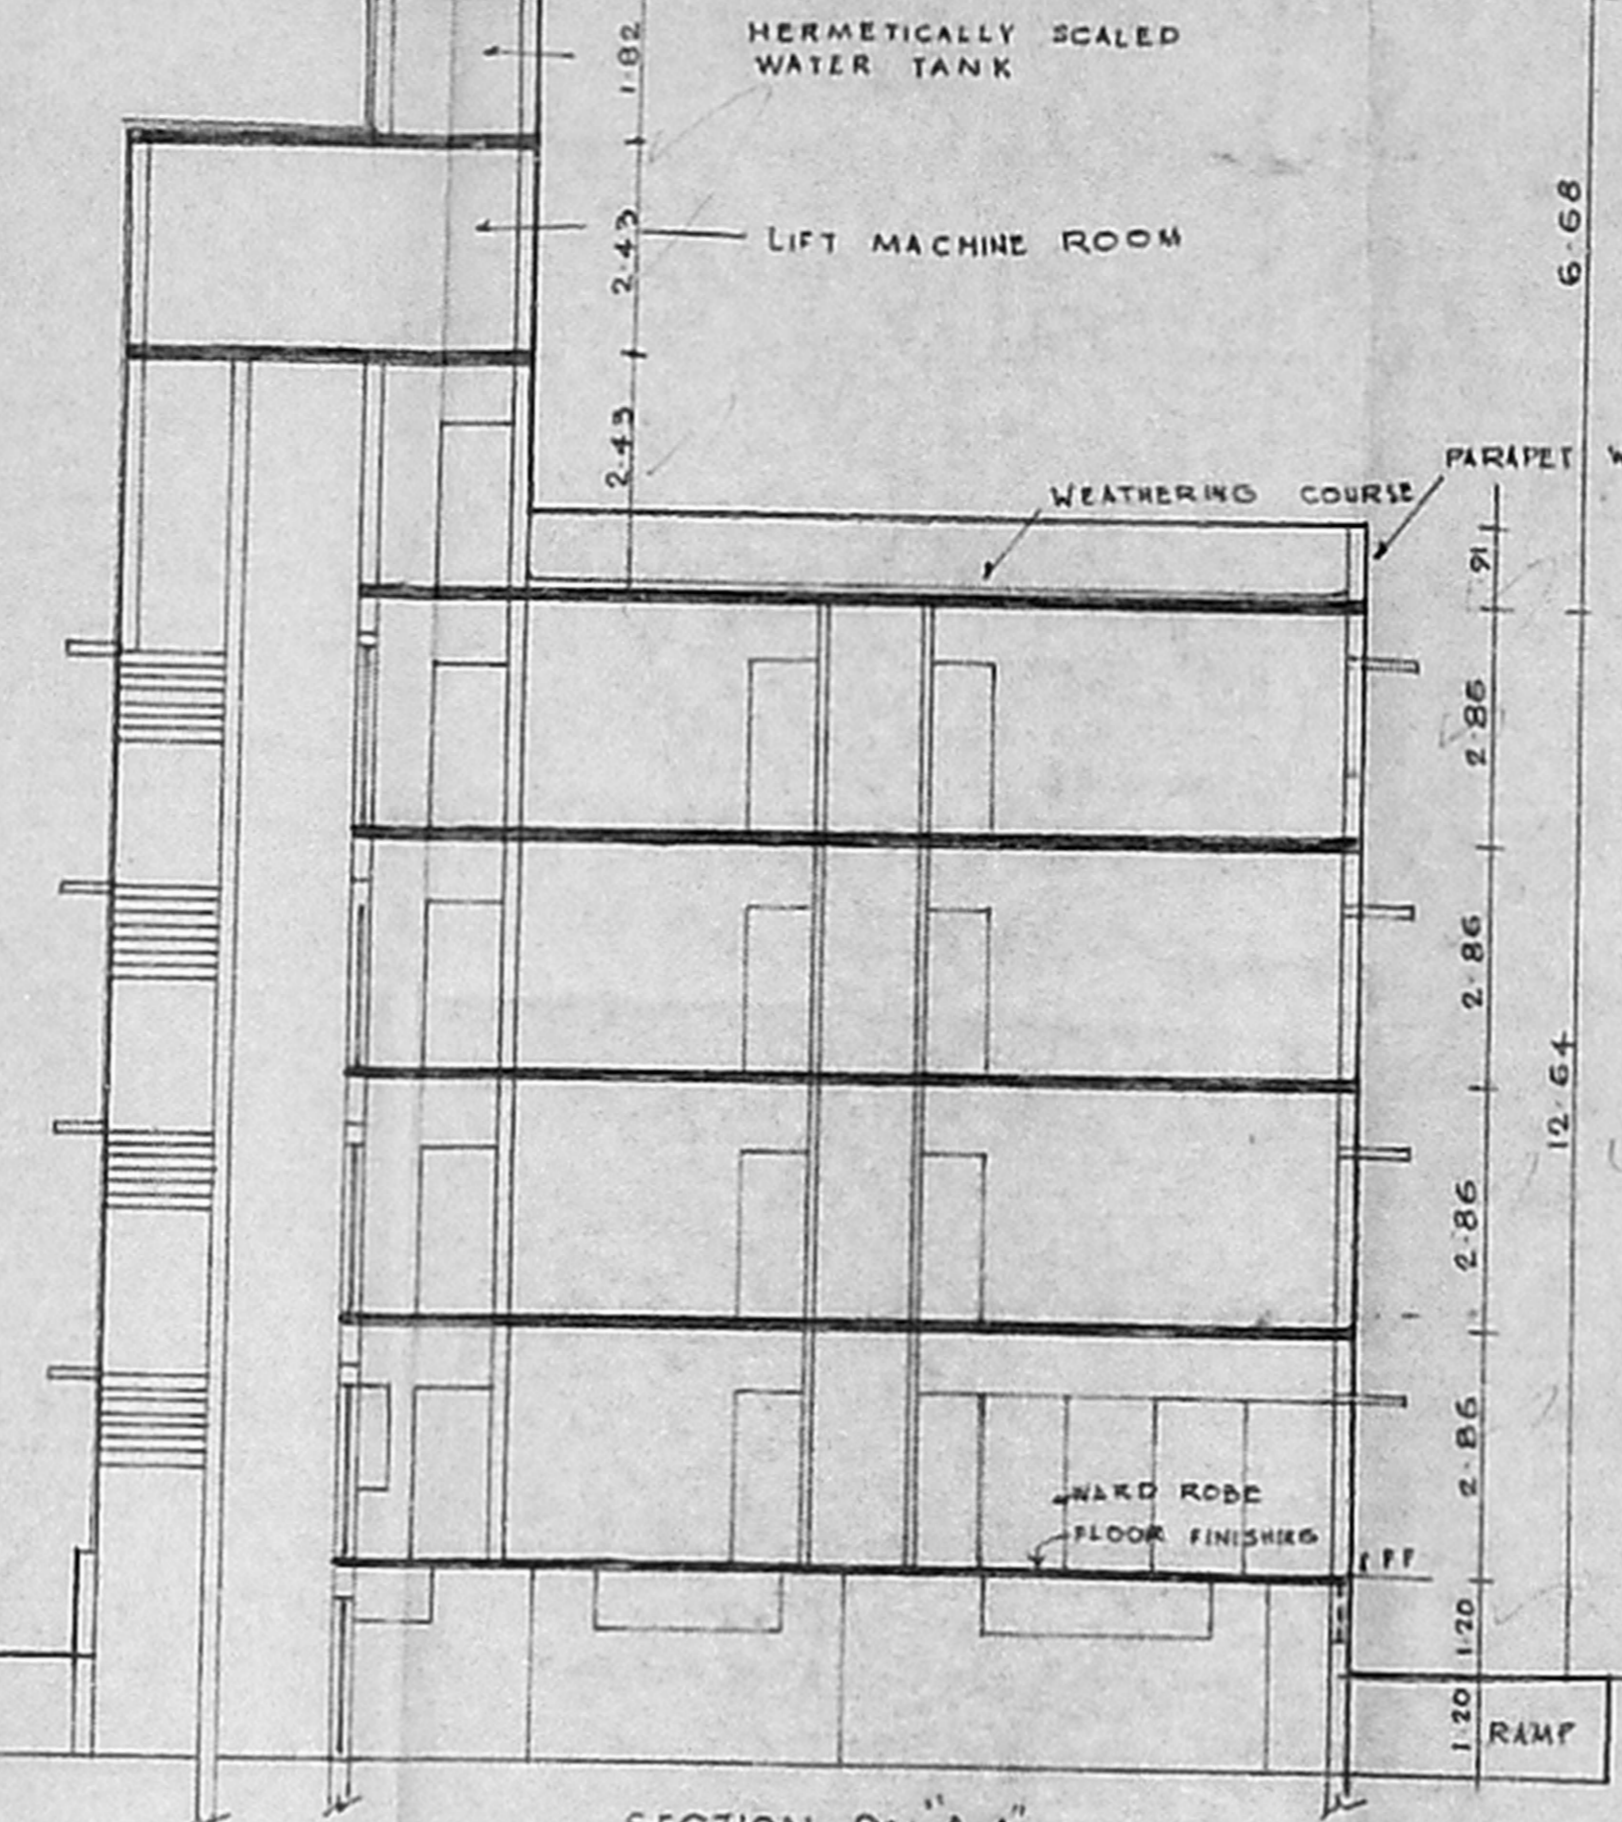 HERMETICALLY SCALED
WATER TANK
1.82
LIFT MACHINE ROOM
2.43
6.68
2.43
PARAPET
WEATHERING COURSE
91
2.86
2.86
12.64
2.86
2.86
WARD ROBE
FLOOR FINISHING
1.20
1.20
RAMP
SECTION ON "A-A"